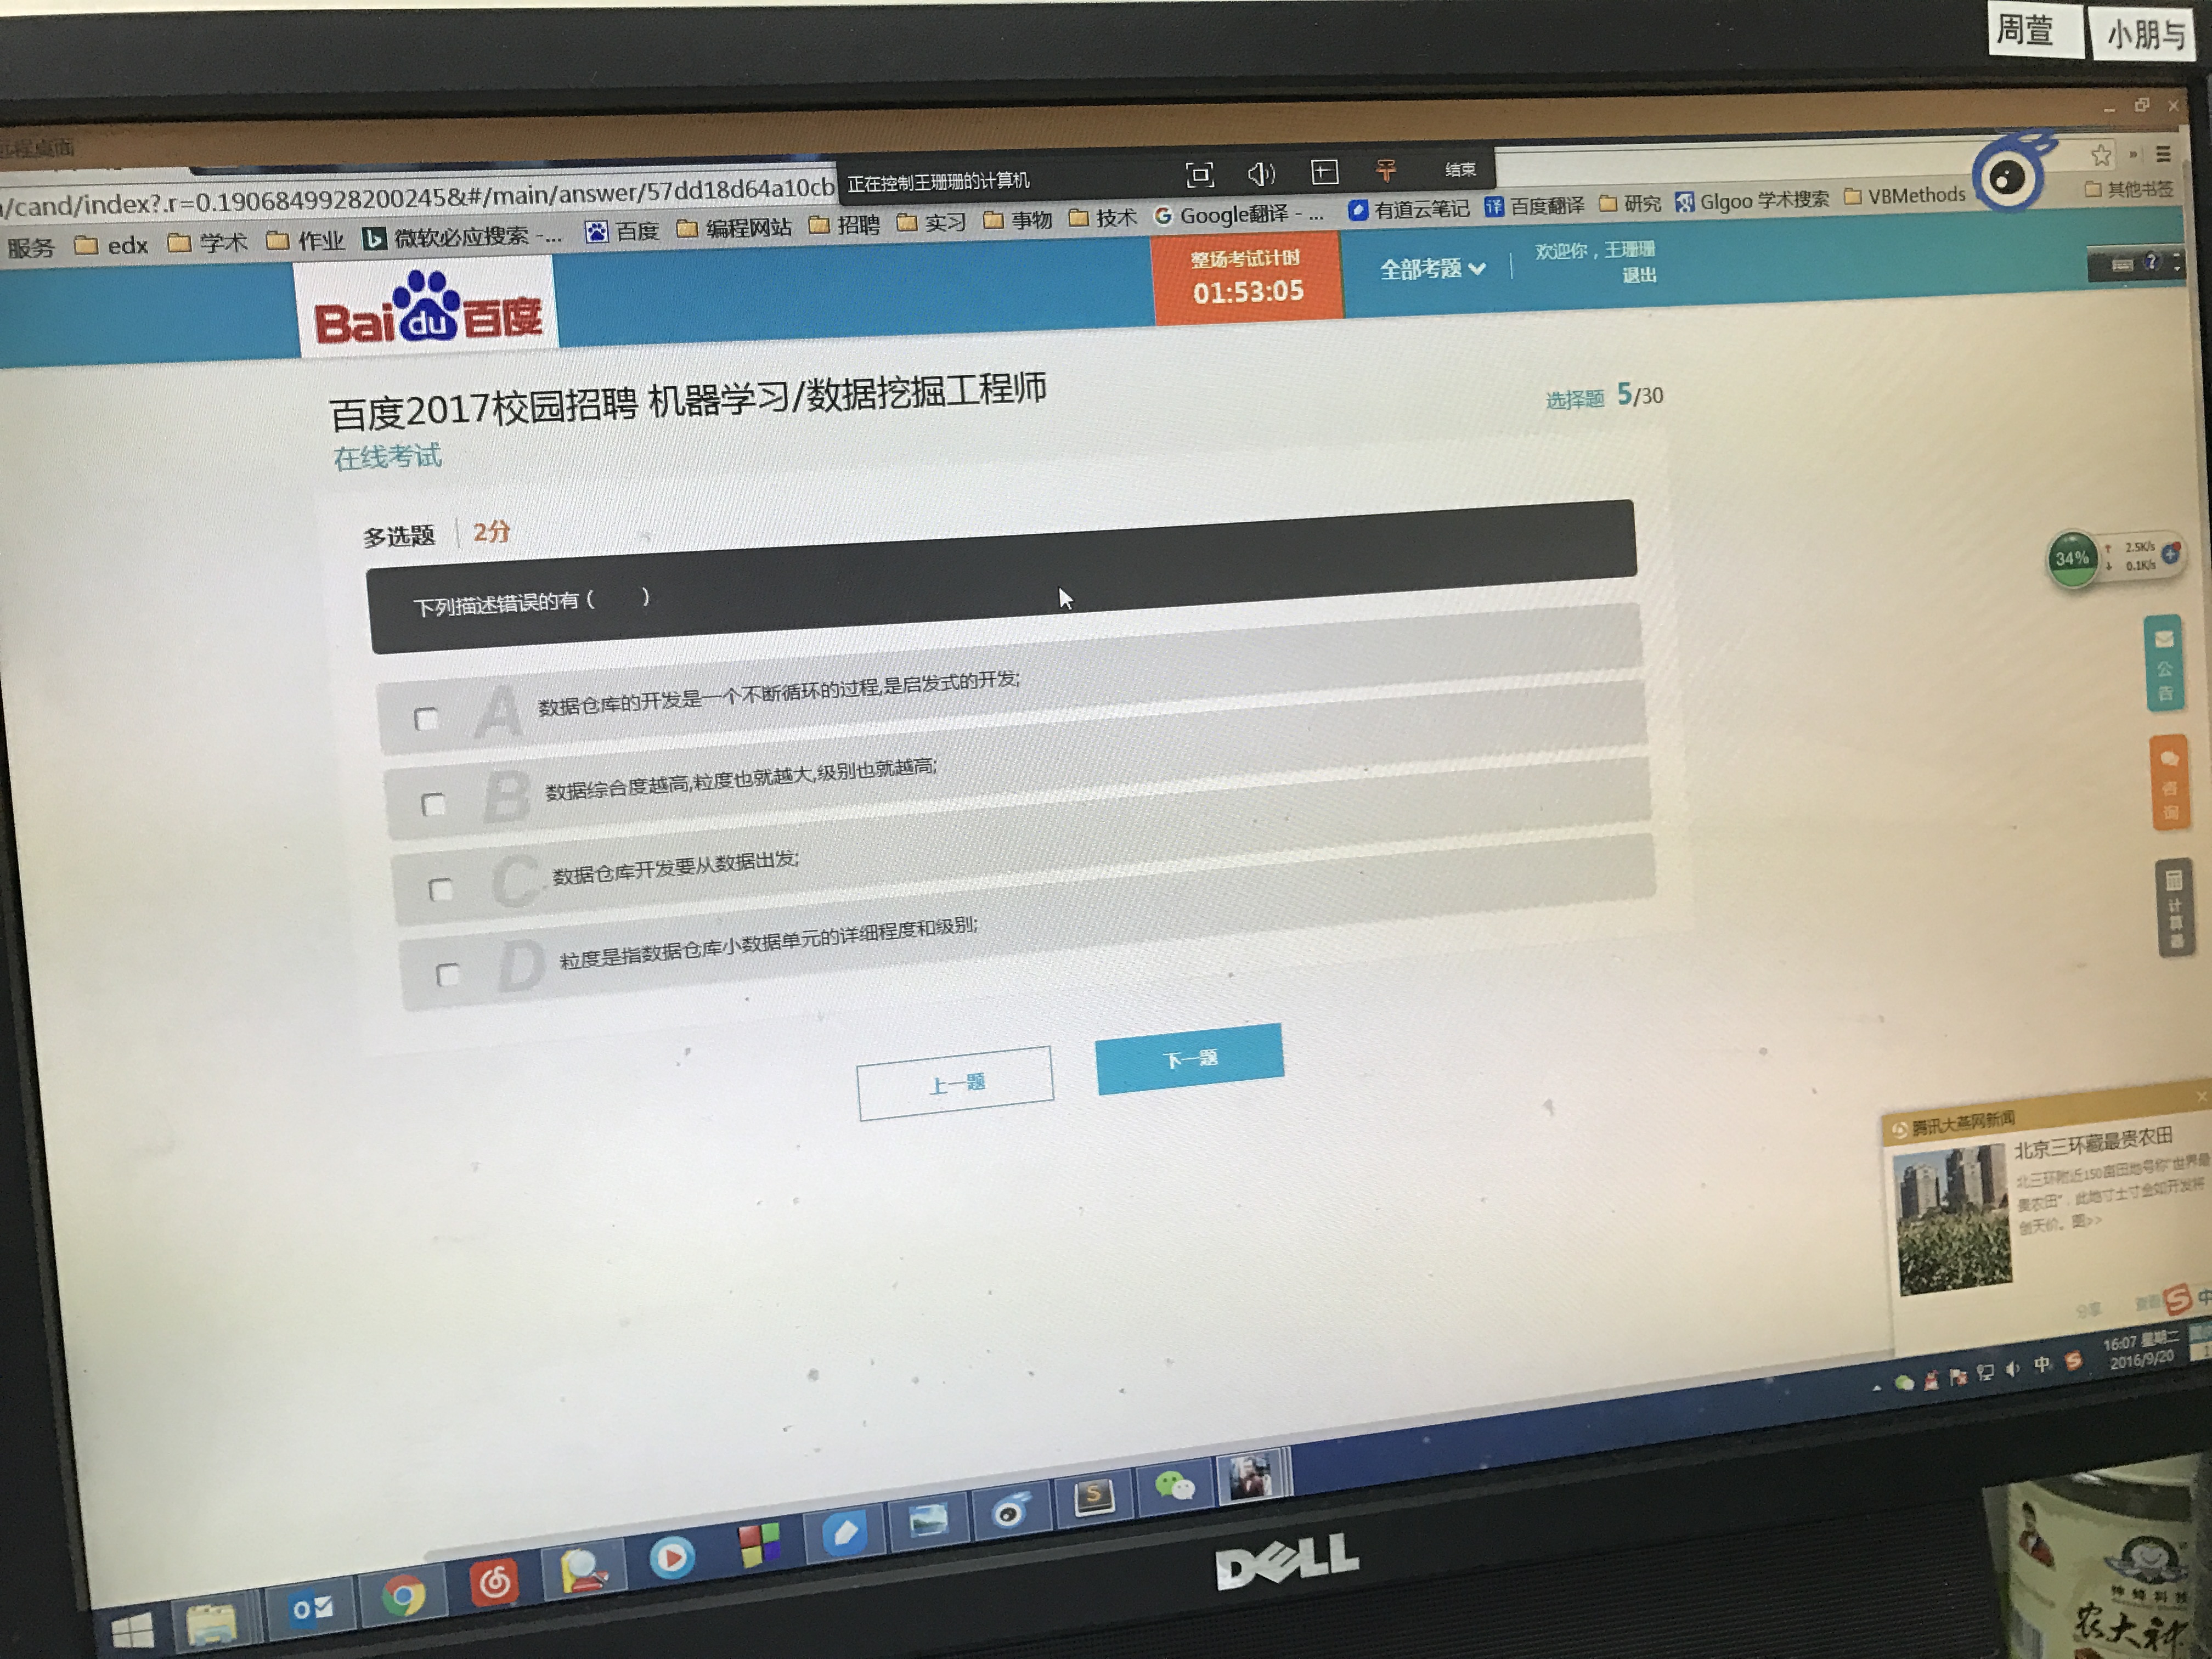 周萱
小朋与
远程桌面
/cand/index?.r=0.1906849928200245&#/main/answer/57dd18d64a10cb
正在控制王珊珊的计算机
结束
服务
edx
学术
作业
微软必应搜索 -...
百度
编程网站
招聘
实习
事物
技术
Google翻译 - ...
有道云笔记
百度翻译
研究
Glgoo 学术搜索
VBMethods
其他书签
Bai du 百度
整场考试计时
01:53:05
全部考题
欢迎你，王珊珊
退出
百度2017校园招聘 机器学习/数据挖掘工程师
在线考试
选择题 5/30
多选题 2分
下列描述错误的有 ( )
A 数据仓库的开发是一个不断循环的过程,是启发式的开发;
B 数据综合度越高,粒度也就越大,级别也就越高;
C 数据仓库开发要从数据出发;
D 粒度是指数据仓库小数据单元的详细程度和级别;
上一题
下一题
34%
2.5K/s
0.1K/s
公告
咨询
计算器
腾讯大燕网新闻
北京三环藏最贵农田
北三环附近150亩田地号称"世界最
贵农田"，此地寸土寸金如开发将
创天价。图>>
分享
中
16:07 星期二
2016/9/20
DELL
农大